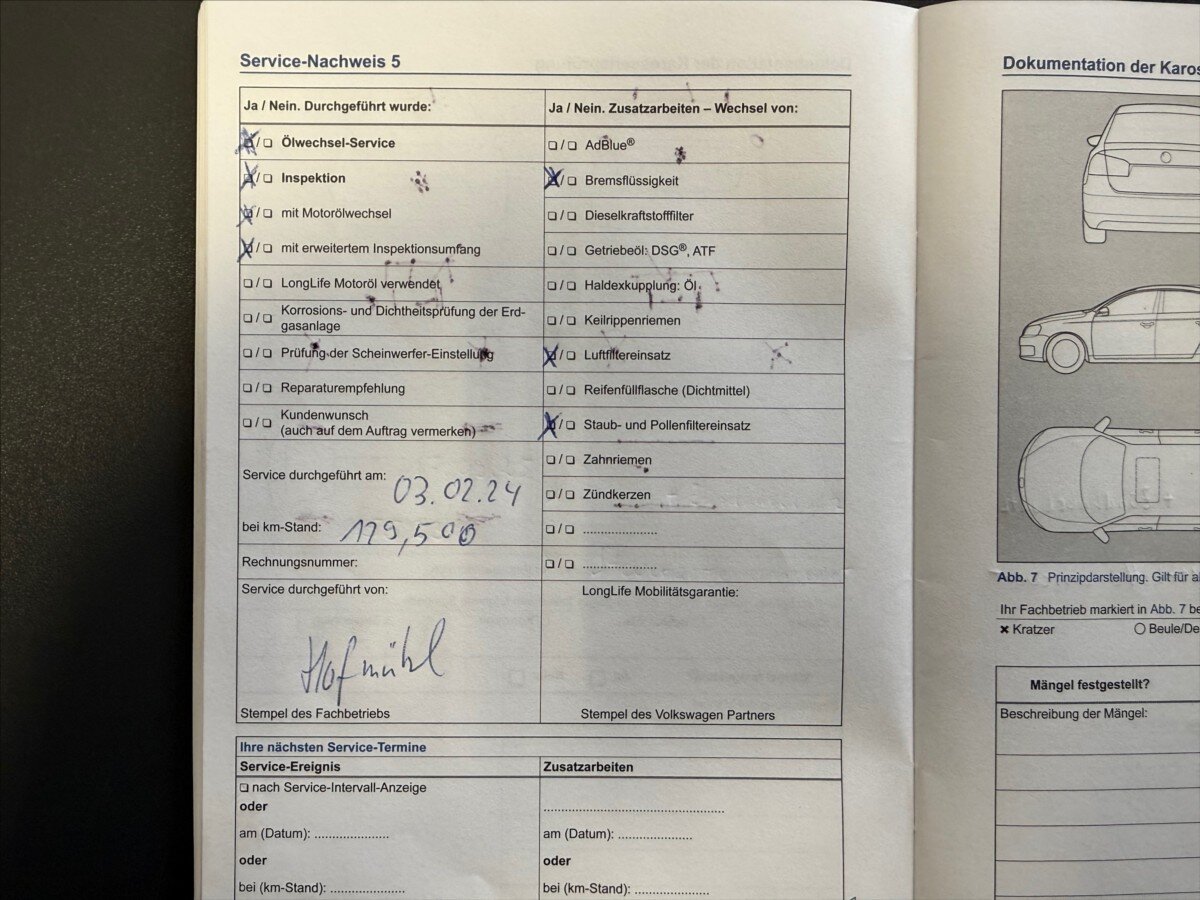 Service-Nachweis 5
Ja / Nein. Durchgeführt wurde:
☒ / ❏ Ölwechsel-Service
☒ / ❏ Inspektion
☒ / ❏ mit Motorölwechsel
☒ / ❏ mit erweitertem Inspektionsumfang
❏ / ❏ LongLife Motoröl verwendet
❏ / ❏ Korrosions- und Dichtheitsprüfung der Erd-
gasanlage
❏ / ❏ Prüfung der Scheinwerfer-Einstellung
❏ / ❏ Reparaturempfehlung
❏ / ❏ Kundenwunsch
(auch auf dem Auftrag vermerken)
Service durchgeführt am: 03.02.24
bei km-Stand: 179,500
Rechnungsnummer:
Service durchgeführt von:
Hofmühl
Stempel des Fachbetriebs
Ja / Nein. Zusatzarbeiten – Wechsel von:
❏ / ❏ AdBlue®
☒ / ❏ Bremsflüssigkeit
❏ / ❏ Dieselkraftstofffilter
❏ / ❏ Getriebeöl: DSG®, ATF
❏ / ❏ Haldexkupplung: Öl
❏ / ❏ Keilrippenriemen
☒ / ❏ Luftfiltereinsatz
❏ / ❏ Reifenfüllflasche (Dichtmittel)
☒ / ❏ Staub- und Pollenfiltereinsatz
❏ / ❏ Zahnriemen
❏ / ❏ Zündkerzen
❏ / ❏ .....................
❏ / ❏ .....................
LongLife Mobilitätsgarantie:
Stempel des Volkswagen Partners
Ihre nächsten Service-Termine
Service-Ereignis
❏ nach Service-Intervall-Anzeige
oder
am (Datum): .....................
oder
bei (km-Stand): .....................
Zusatzarbeiten
..................................................
am (Datum): .....................
oder
bei (km-Stand): .....................
Dokumentation der Karos
Abb. 7 Prinzipdarstellung. Gilt für a
Ihr Fachbetrieb markiert in Abb. 7 be
✖ Kratzer
○ Beule/De
Mängel festgestellt?
Beschreibung der Mängel: